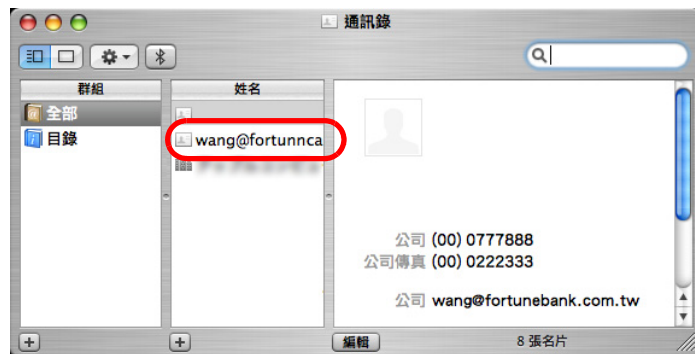 通訊錄
群組
姓名
全部
目錄
wang@fortunnca
公司 (00) 0777888
公司傳真 (00) 0222333
公司 wang@fortunebank.com.tw
編輯
8 張名片